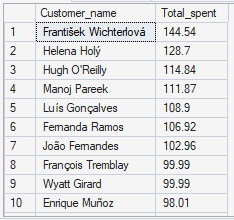 Customer_name Total_spent
1 František Wichterlová 144.54
2 Helena Holý 128.7
3 Hugh O'Reilly 114.84
4 Manoj Pareek 111.87
5 Luís Gonçalves 108.9
6 Fernanda Ramos 106.92
7 João Fernandes 102.96
8 François Tremblay 99.99
9 Wyatt Girard 99.99
10 Enrique Muñoz 98.01